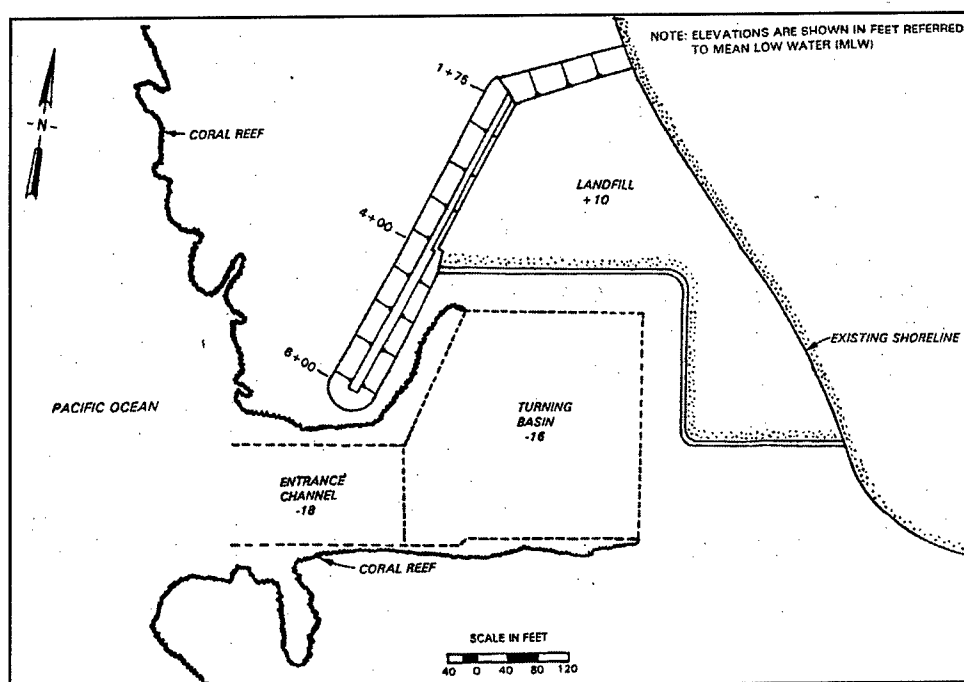 NOTE: ELEVATIONS ARE SHOWN IN FEET REFERRED
TO MEAN LOW WATER (MLW)
1+75
N
CORAL REEF
LANDFILL
+10
4+00
EXISTING SHORELINE
6+00
PACIFIC OCEAN
TURNING
BASIN
-16
ENTRANCE
CHANNEL
-18
CORAL REEF
SCALE IN FEET
40 0 40 80 120